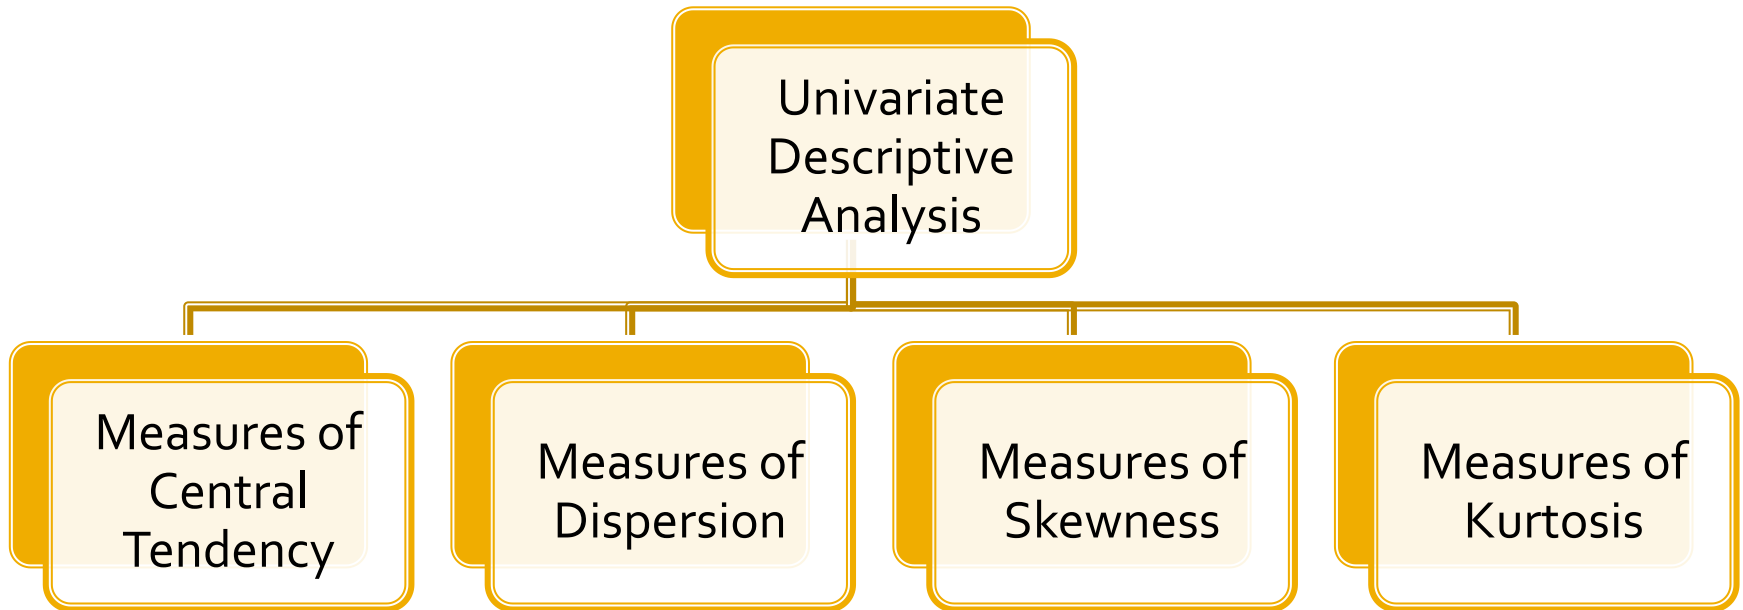 Univariate
Descriptive
Analysis
Measures of
Central
Tendency
Measures of
Dispersion
Measures of
Skewness
Measures of
Kurtosis